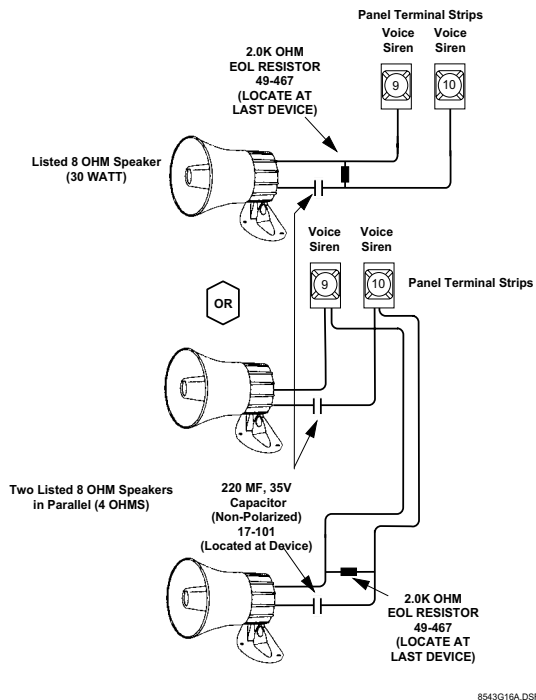 Panel Terminal Strips
Voice
Siren
Voice
Siren
2.0K OHM
EOL RESISTOR
49-467
(LOCATE AT
LAST DEVICE)
9
10
Listed 8 OHM Speaker
(30 WATT)
Voice
Siren
Voice
Siren
9
10
Panel Terminal Strips
OR
Two Listed 8 OHM Speakers
in Parallel (4 OHMS)
220 MF, 35V
Capacitor
(Non-Polarized)
17-101
(Located at Device)
2.0K OHM
EOL RESISTOR
49-467
(LOCATE AT
LAST DEVICE)